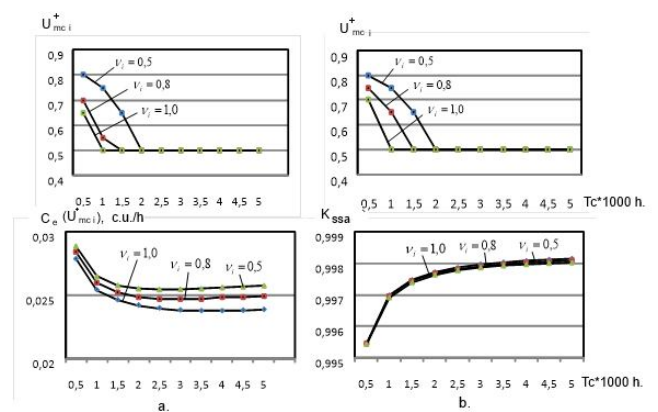 U⁺mc i
0,9
0,8
0,7
0,6
0,5
0,4
νᵢ = 0,5
νᵢ = 0,8
νᵢ = 1,0
0,5 1 1,5 2 2,5 3 3,5 4 4,5 5
U⁺mc i
0,9
0,8
0,7
0,6
0,5
0,4
νᵢ = 0,5
νᵢ = 0,8
νᵢ = 1,0
0,5 1 1,5 2 2,5 3 3,5 4 4,5 5 Tc*1000 h.
Ce (U*mc i), c.u./h
0,03
0,025
0,02
νᵢ = 1,0
νᵢ = 0,8
νᵢ = 0,5
0,5 1 1,5 2 2,5 3 3,5 4 4,5 5
a.
Kssa
0,999
0,998
0,997
0,996
0,995
νᵢ = 1,0 νᵢ = 0,8 νᵢ = 0,5
0,5 1 1,5 2 2,5 3 3,5 4 4,5 5 Tc*1000 h.
b.